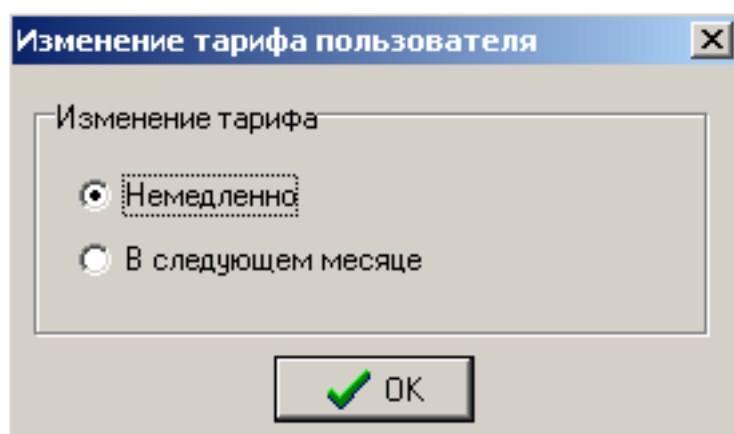 Изменение тарифа пользователя
Изменение тарифа
Немедленно
В следующем месяце
OK